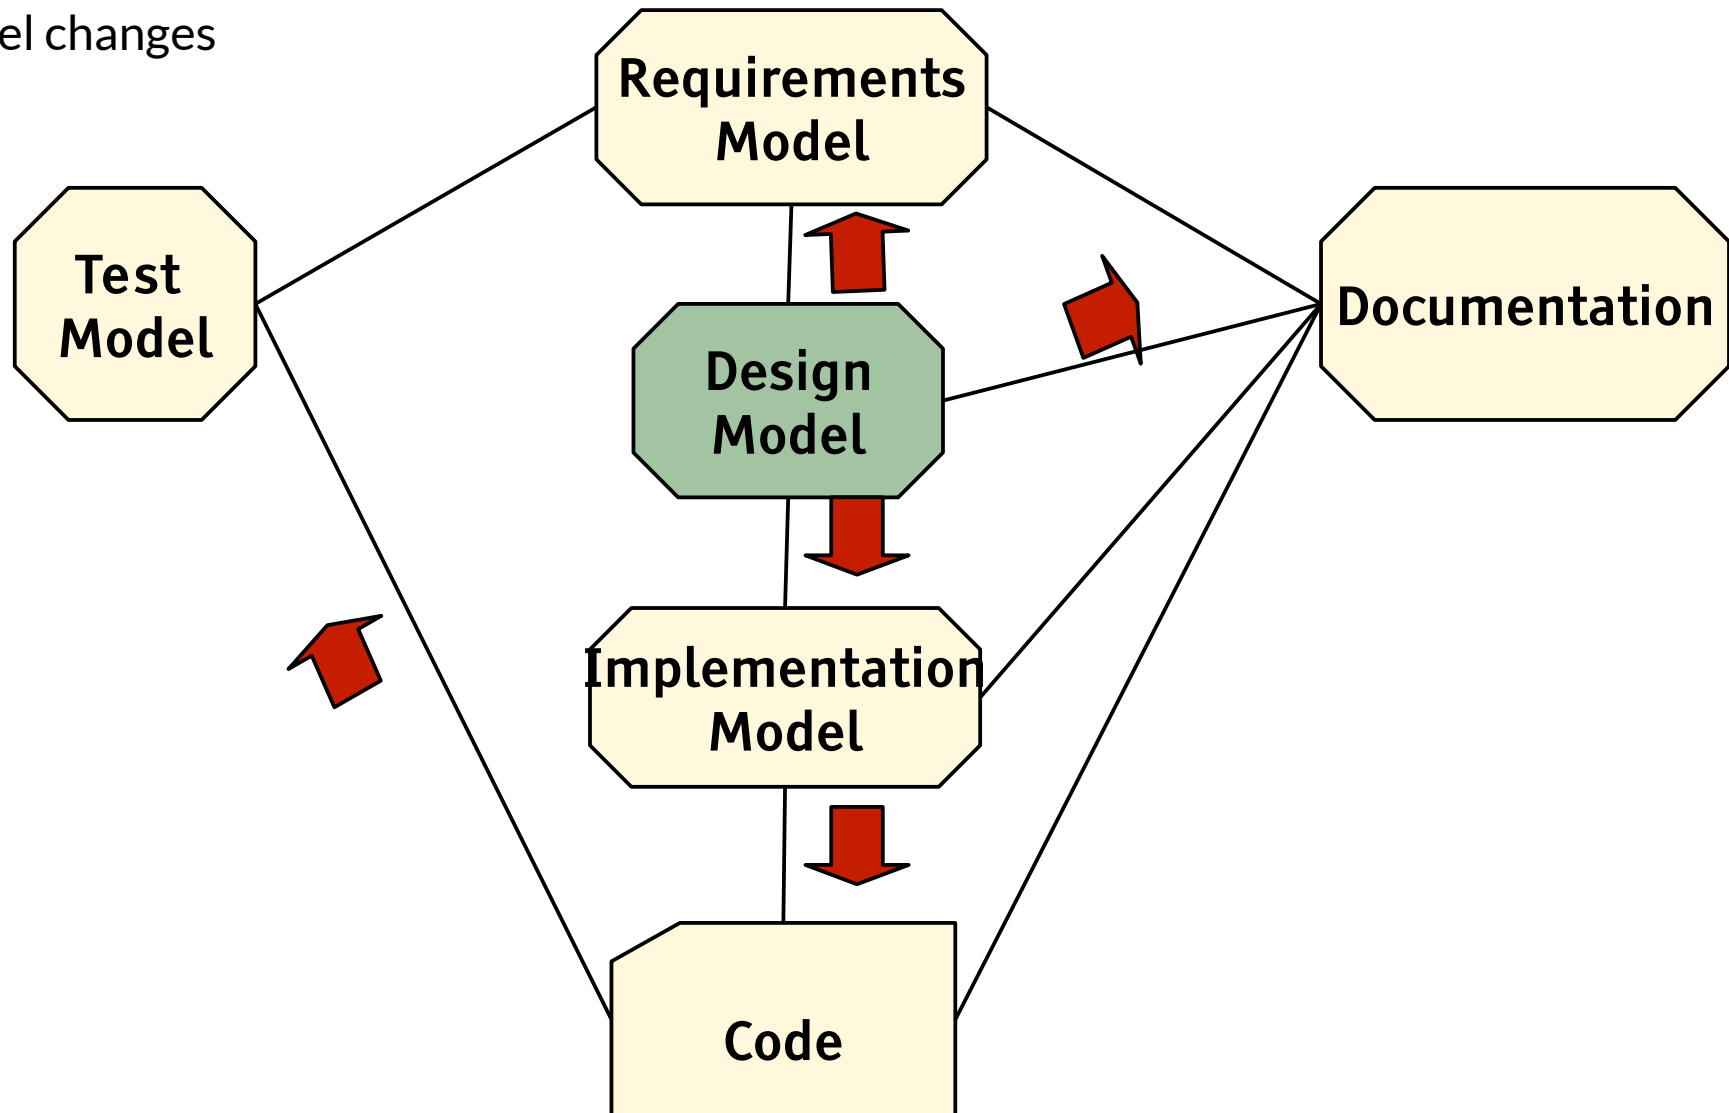 el changes
Requirements
Model
Test
Model
Documentation
Design
Model
Implementation
Model
Code